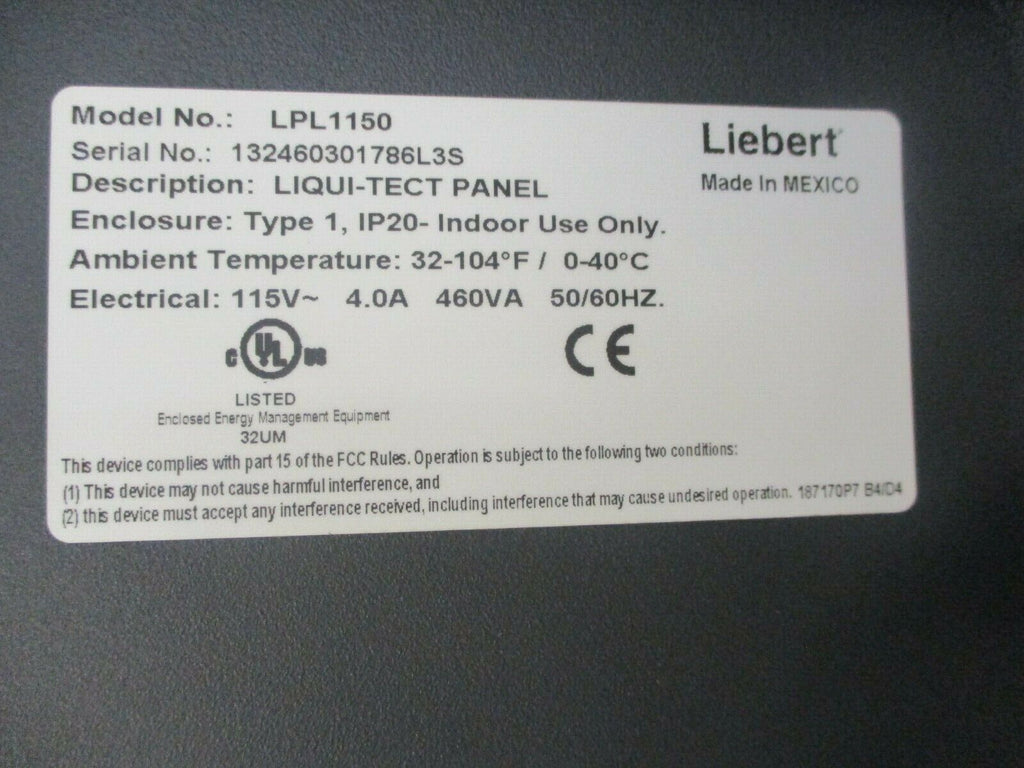 Model No.: LPL1150
Serial No.: 132460301786L3S
Description: LIQUI-TECT PANEL
Enclosure: Type 1, IP20- Indoor Use Only.
Ambient Temperature: 32-104°F / 0-40°C
Electrical: 115V~ 4.0A 460VA 50/60HZ.
Liebert
Made In MEXICO
C UL US
CE
LISTED
Enclosed Energy Management Equipment
32UM
This device complies with part 15 of the FCC Rules. Operation is subject to the following two conditions:
(1) This device may not cause harmful interference, and
(2) this device must accept any interference received, including interference that may cause undesired operation. 187170P7 B4/D4